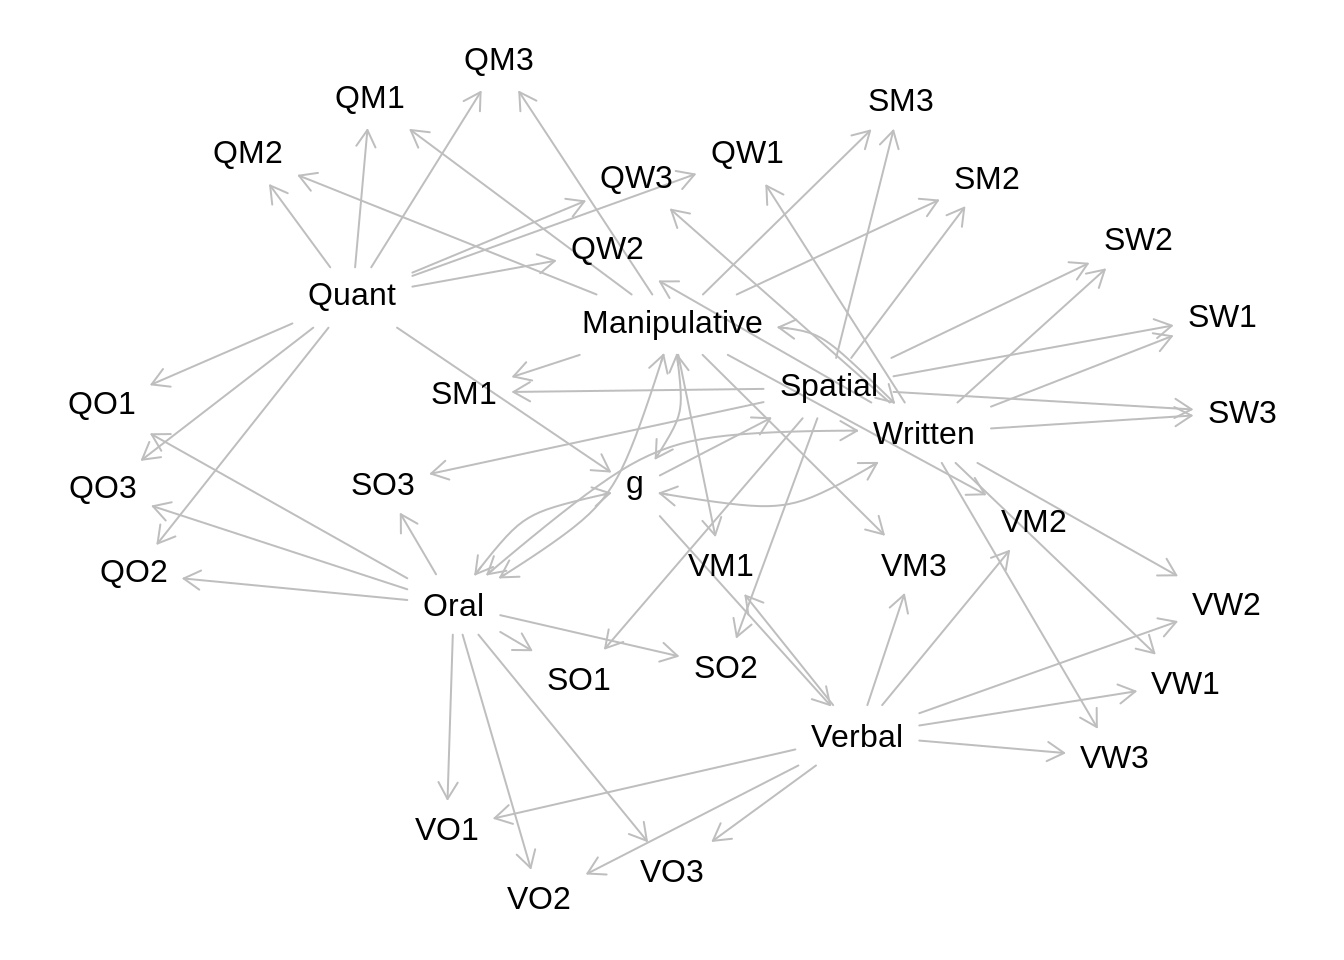 QM3
QM1
SM3
QM2
QW1
QW3
SM2
SW2
QW2
Quant
Manipulative
SW1
Spatial
SM1
QO1
SW3
Written
QO3
SO3
g
VM2
QO2
VM1
VM3
Oral
VW2
SO2
SO1
VW1
Verbal
VW3
VO1
VO3
VO2